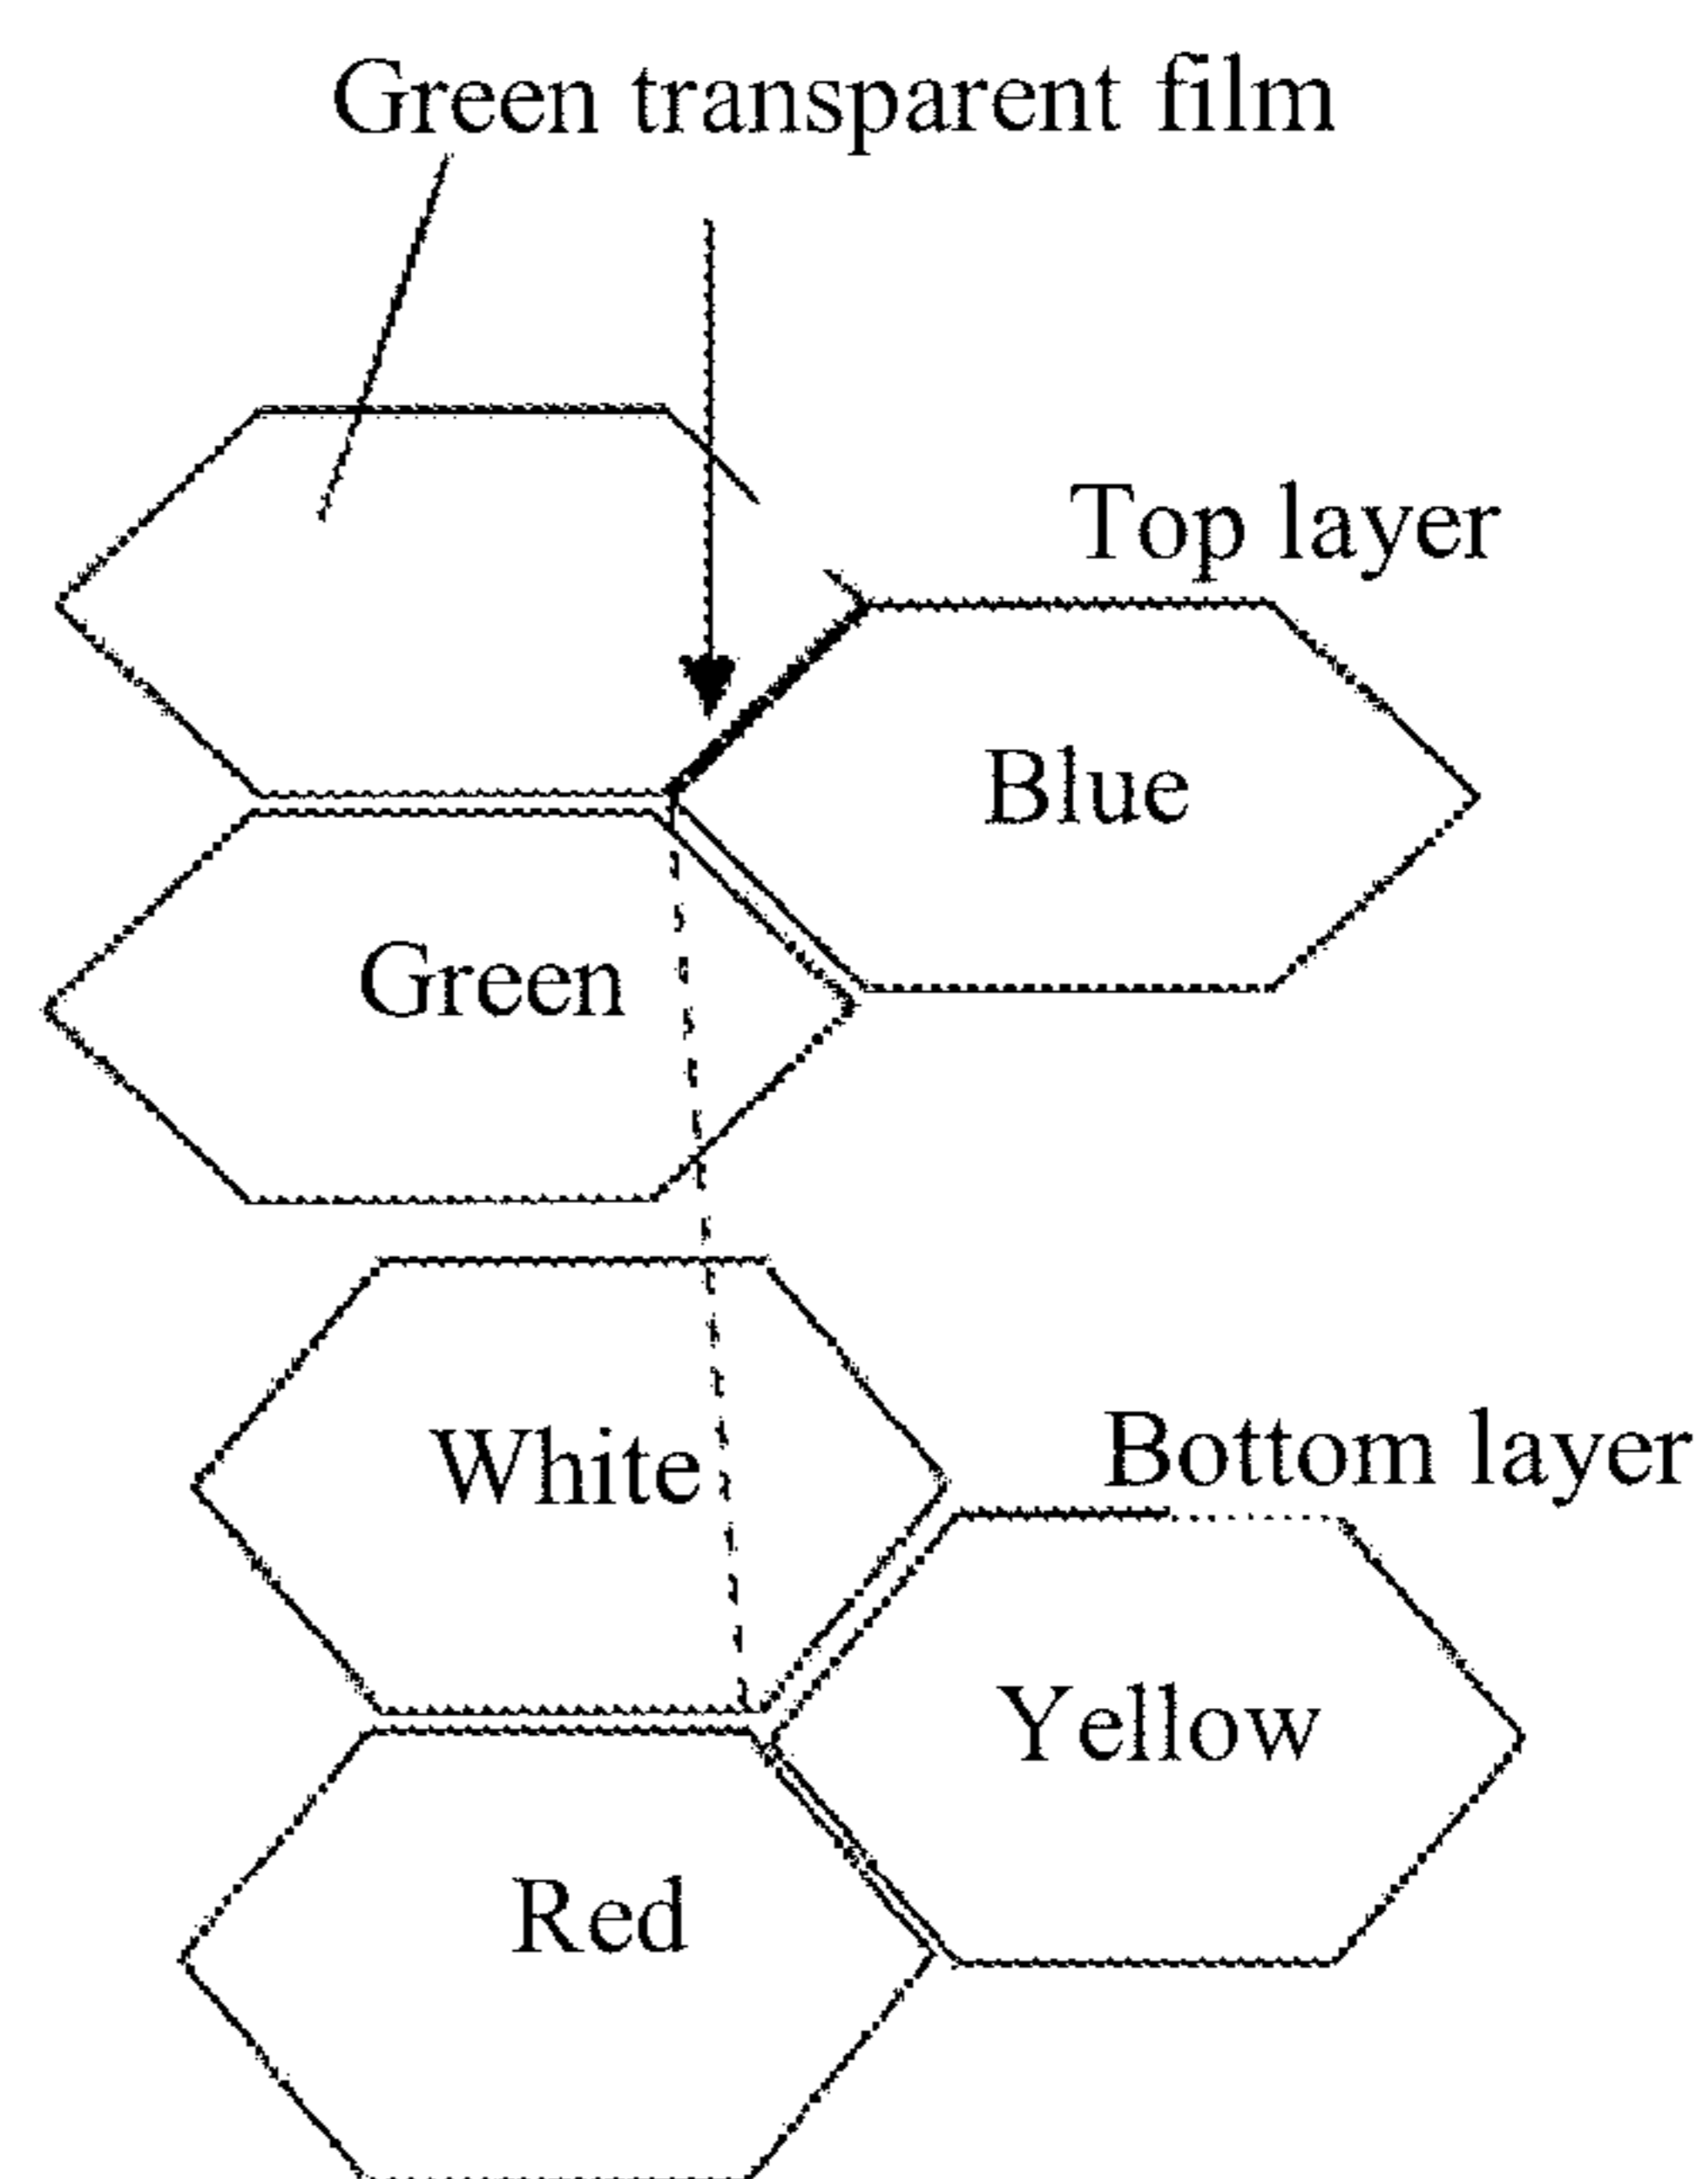 Green transparent film
Top layer
Blue
Green
White
Bottom layer
Yellow
Red